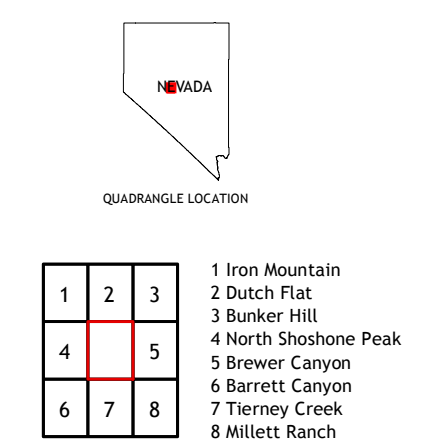 NEVADA
QUADRANGLE LOCATION
1 2 3
4 5
6 7 8
1 Iron Mountain
2 Dutch Flat
3 Bunker Hill
4 North Shoshone Peak
5 Brewer Canyon
6 Barrett Canyon
7 Tierney Creek
8 Millett Ranch